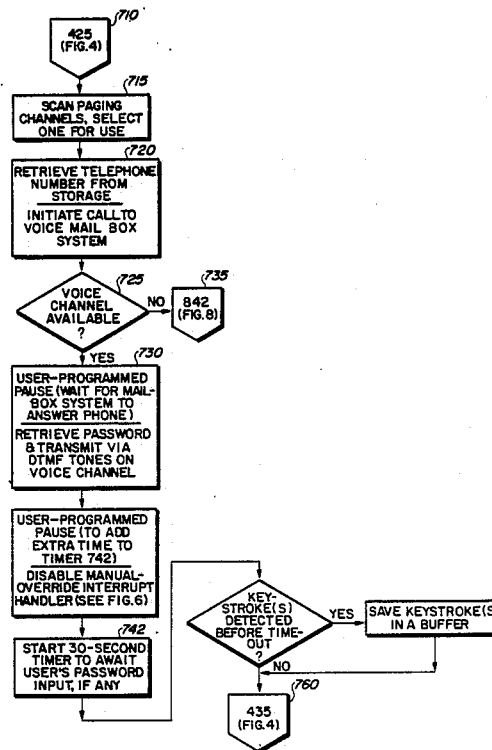 710
425
(FIG.4)
715
SCAN PAGING
CHANNELS, SELECT
ONE FOR USE
720
RETRIEVE TELEPHONE
NUMBER FROM
STORAGE
INITIATE CALL TO
VOICE MAIL BOX
SYSTEM
725
VOICE
CHANNEL
AVAILABLE
?
NO
735
842
(FIG.8)
YES
730
USER-PROGRAMMED
PAUSE (WAIT FOR MAIL-
BOX SYSTEM TO
ANSWER PHONE)
RETRIEVE PASSWORD
& TRANSMIT VIA
DTMF TONES ON
VOICE CHANNEL
USER-PROGRAMMED
PAUSE (TO ADD
EXTRA TIME TO
TIMER 742)
DISABLE MANUAL-
OVERRIDE INTERRUPT
HANDLER (SEE FIG.6)
742
START 30-SECOND
TIMER TO AWAIT
USER'S PASSWORD
INPUT, IF ANY
KEY-
STROKE(S)
DETECTED
BEFORE TIME-
OUT
?
YES
SAVE KEYSTROKE(S)
IN A BUFFER
NO
760
435
(FIG.4)